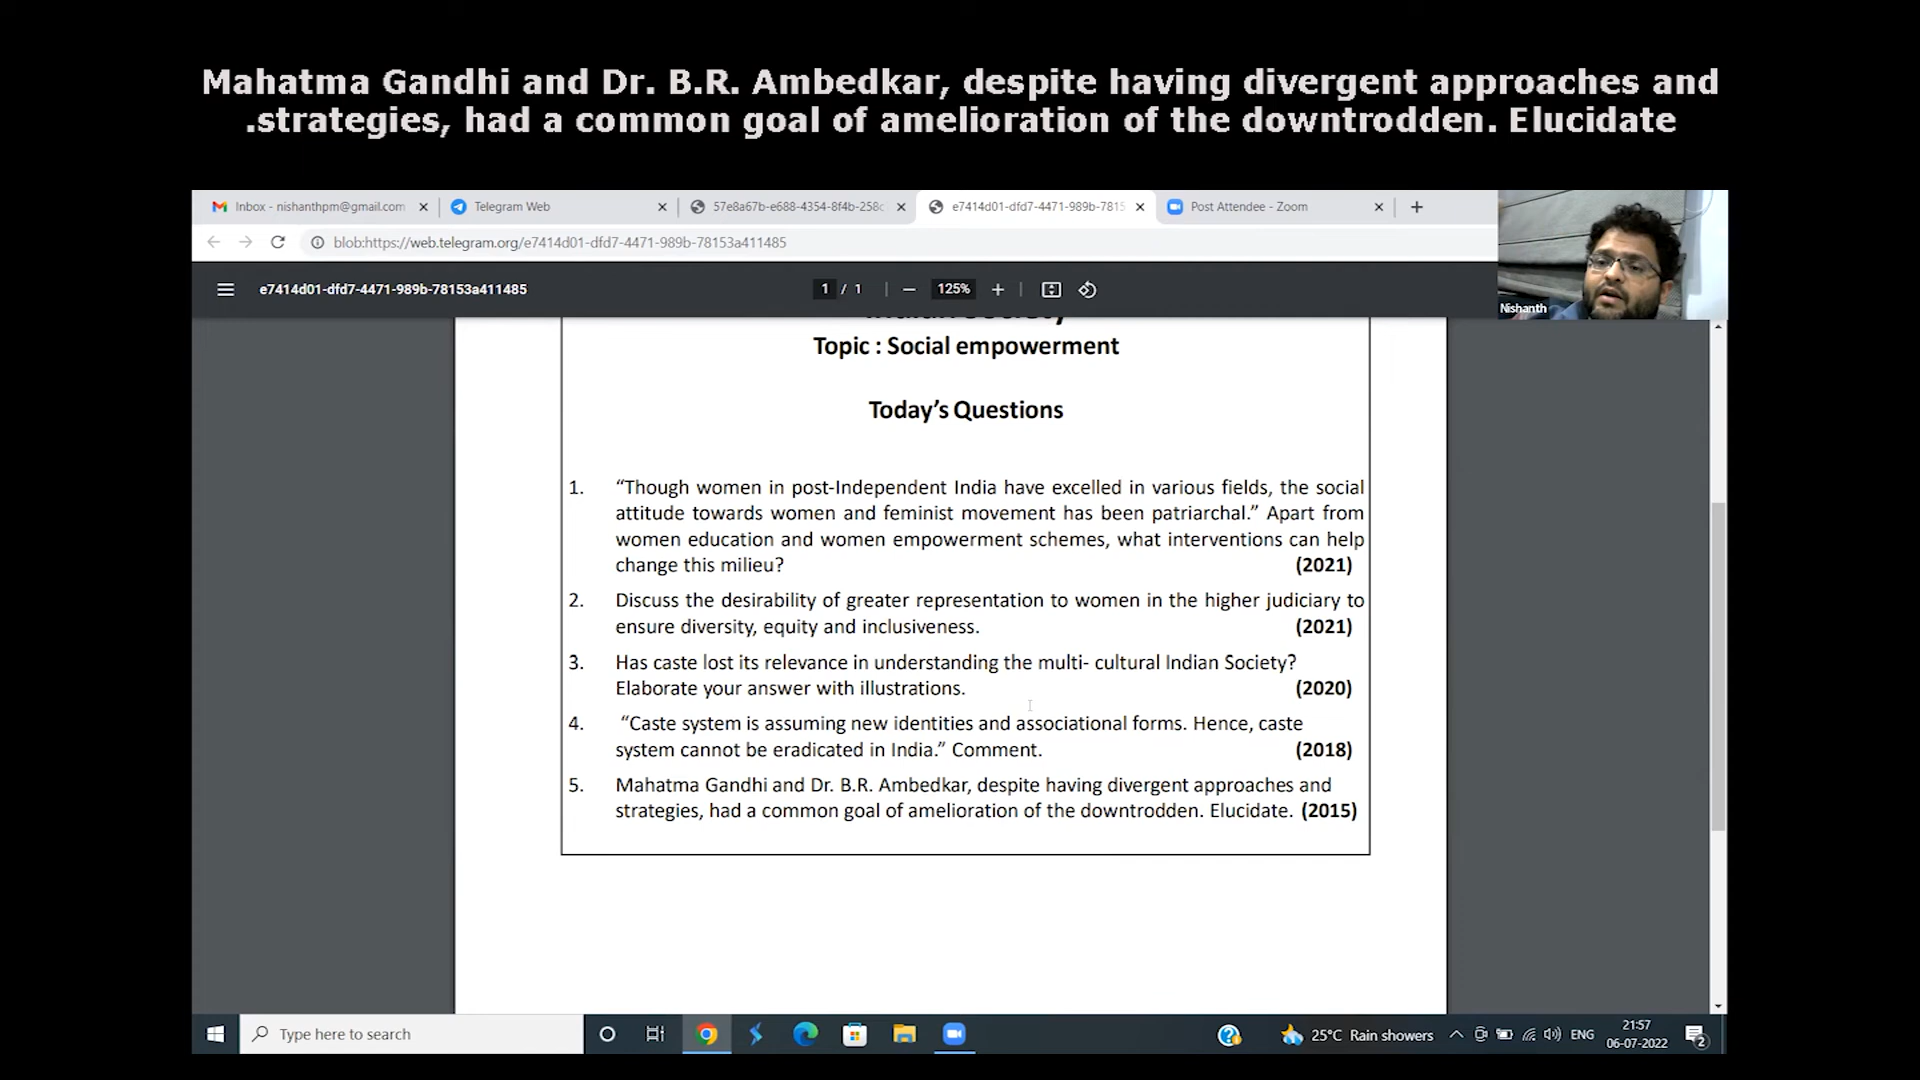 Mahatma Gandhi and Dr. B.R. Ambedkar, despite having divergent approaches and
.strategies, had a common goal of amelioration of the downtrodden. Elucidate
Inbox - nishanthpm@gmail.com
Telegram Web
57e8a67b-e688-4354-8f4b-258c
e7414d01-dfd7-4471-989b-7815
Post Attendee - Zoom
blob:https://web.telegram.org/e7414d01-dfd7-4471-989b-78153a411485
e7414d01-dfd7-4471-989b-78153a411485
1 / 1
125%
Nishanth
Indian Society
Topic : Social empowerment
Today's Questions
1. “Though women in post-Independent India have excelled in various fields, the social
attitude towards women and feminist movement has been patriarchal.” Apart from
women education and women empowerment schemes, what interventions can help
change this milieu? (2021)
2. Discuss the desirability of greater representation to women in the higher judiciary to
ensure diversity, equity and inclusiveness. (2021)
3. Has caste lost its relevance in understanding the multi- cultural Indian Society?
Elaborate your answer with illustrations. (2020)
4. “Caste system is assuming new identities and associational forms. Hence, caste
system cannot be eradicated in India.” Comment. (2018)
5. Mahatma Gandhi and Dr. B.R. Ambedkar, despite having divergent approaches and
strategies, had a common goal of amelioration of the downtrodden. Elucidate. (2015)
Type here to search
25°C Rain showers
ENG
21:57
06-07-2022
2